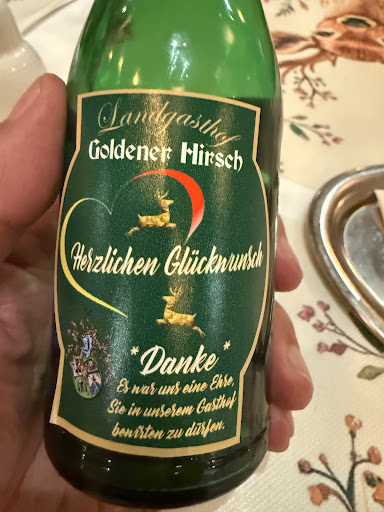 Landgasthof
Goldener Hirsch
Herzlichen Glückwunsch
*Danke*
Es war uns eine Ehre,
Sie in unserem Gasthof
bewirten zu dürfen.